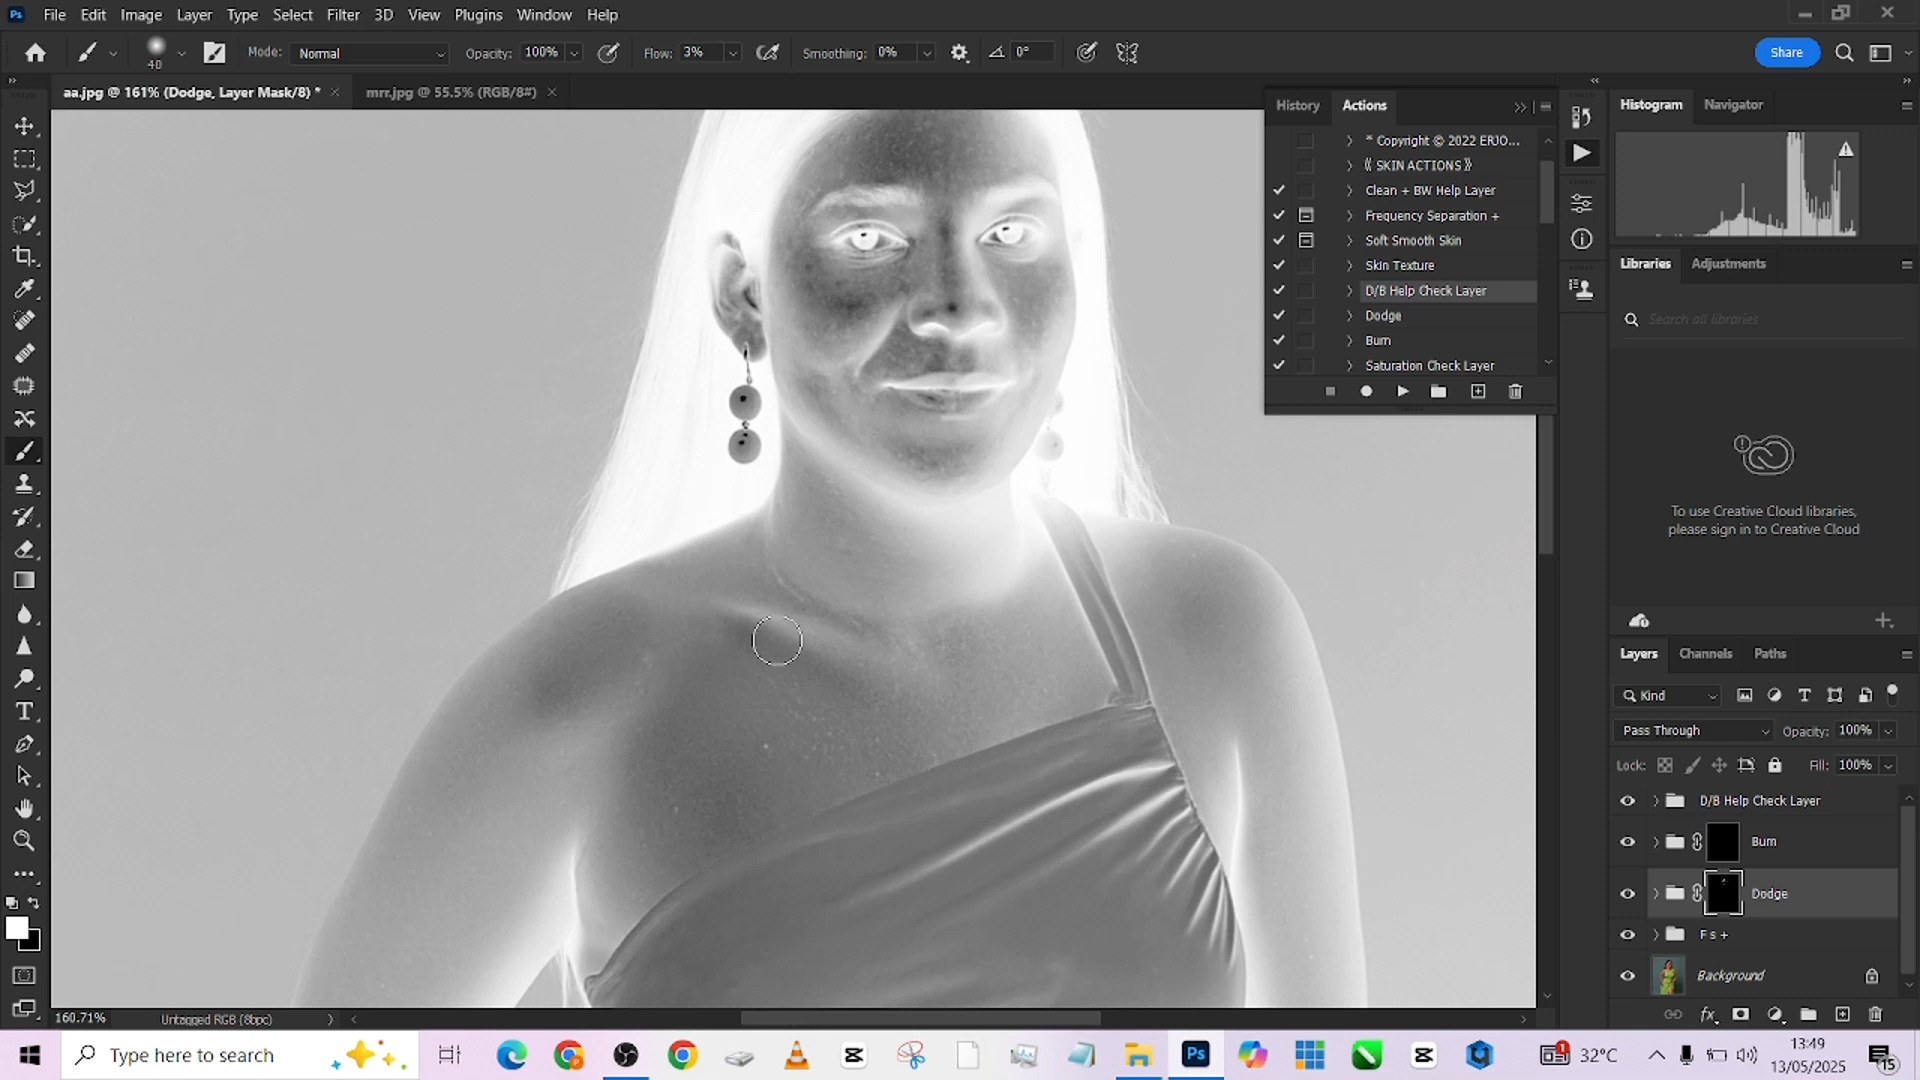 File Edit Image Layer Type Select Filter 3D View Plugins Window Help
40 Mode: Normal Opacity: 100% Flow: 3% Smoothing: 0% 0° Share
aa.jpg @ 161% (Dodge, Layer Mask/8) * mrr.jpg @ 55.5% (RGB/8#)
History Actions
* Copyright © 2022 ERJO...
⟪ SKIN ACTIONS ⟫
Clean + BW Help Layer
Frequency Separation +
Soft Smooth Skin
Skin Texture
D/B Help Check Layer
Dodge
Burn
Saturation Check Layer
Histogram Navigator
Libraries Adjustments
Search all libraries
To use Creative Cloud libraries,
please sign in to Creative Cloud
Layers Channels Paths
Kind
Pass Through Opacity: 100%
Lock: Fill: 100%
D/B Help Check Layer
Burn
Dodge
F s +
Background
160.71% Untagged RGB (8bpc)
Type here to search
32°C
13:49
13/05/2025
15